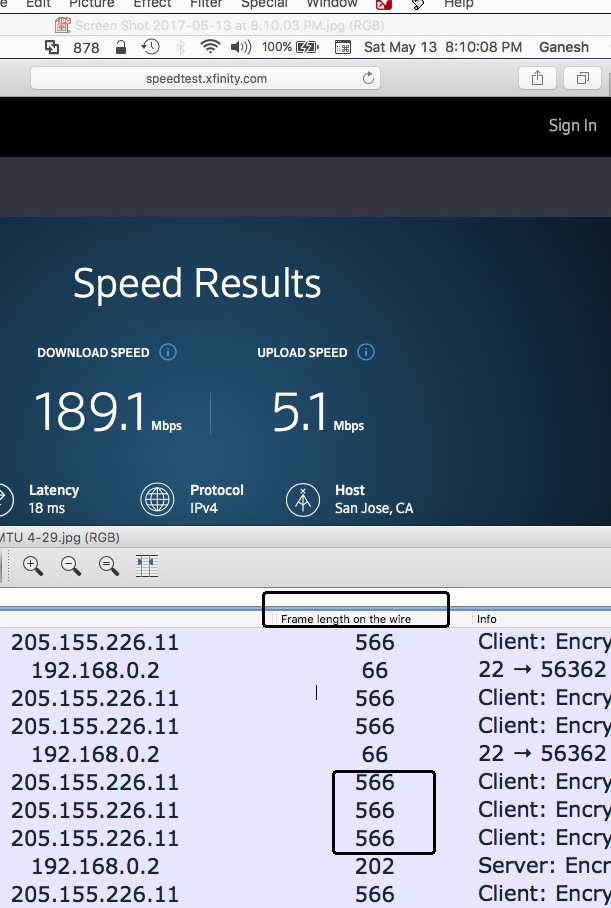 Edit Picture Effect Filter Special Window Help
Screen Shot 2017-05-13 at 8.10.03 PM.jpg (RGB)
878 100% Sat May 13 8:10:08 PM Ganesh
speedtest.xfinity.com
Sign In
Speed Results
DOWNLOAD SPEED UPLOAD SPEED
189.1 Mbps 5.1 Mbps
Latency Protocol Host
18 ms IPv4 San Jose, CA
MTU 4-29.jpg (RGB)
Frame length on the wire Info
205.155.226.11 566 Client: Encry
192.168.0.2 66 22 → 56362
205.155.226.11 566 Client: Encry
205.155.226.11 566 Client: Encry
192.168.0.2 66 22 → 56362
205.155.226.11 566 Client: Encry
205.155.226.11 566 Client: Encry
205.155.226.11 566 Client: Encry
192.168.0.2 202 Server: Encr
205.155.226.11 566 Client: Encry